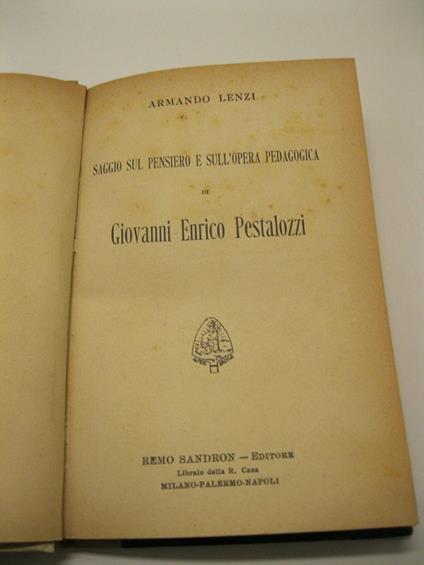 ARMANDO LENZI
SAGGIO SUL PENSIERO E SULL'OPERA PEDAGOGICA
DI
Giovanni Enrico Pestalozzi
REMO SANDRON — EDITORE
Libraio della R. Casa
MILANO-PALERMO-NAPOLI